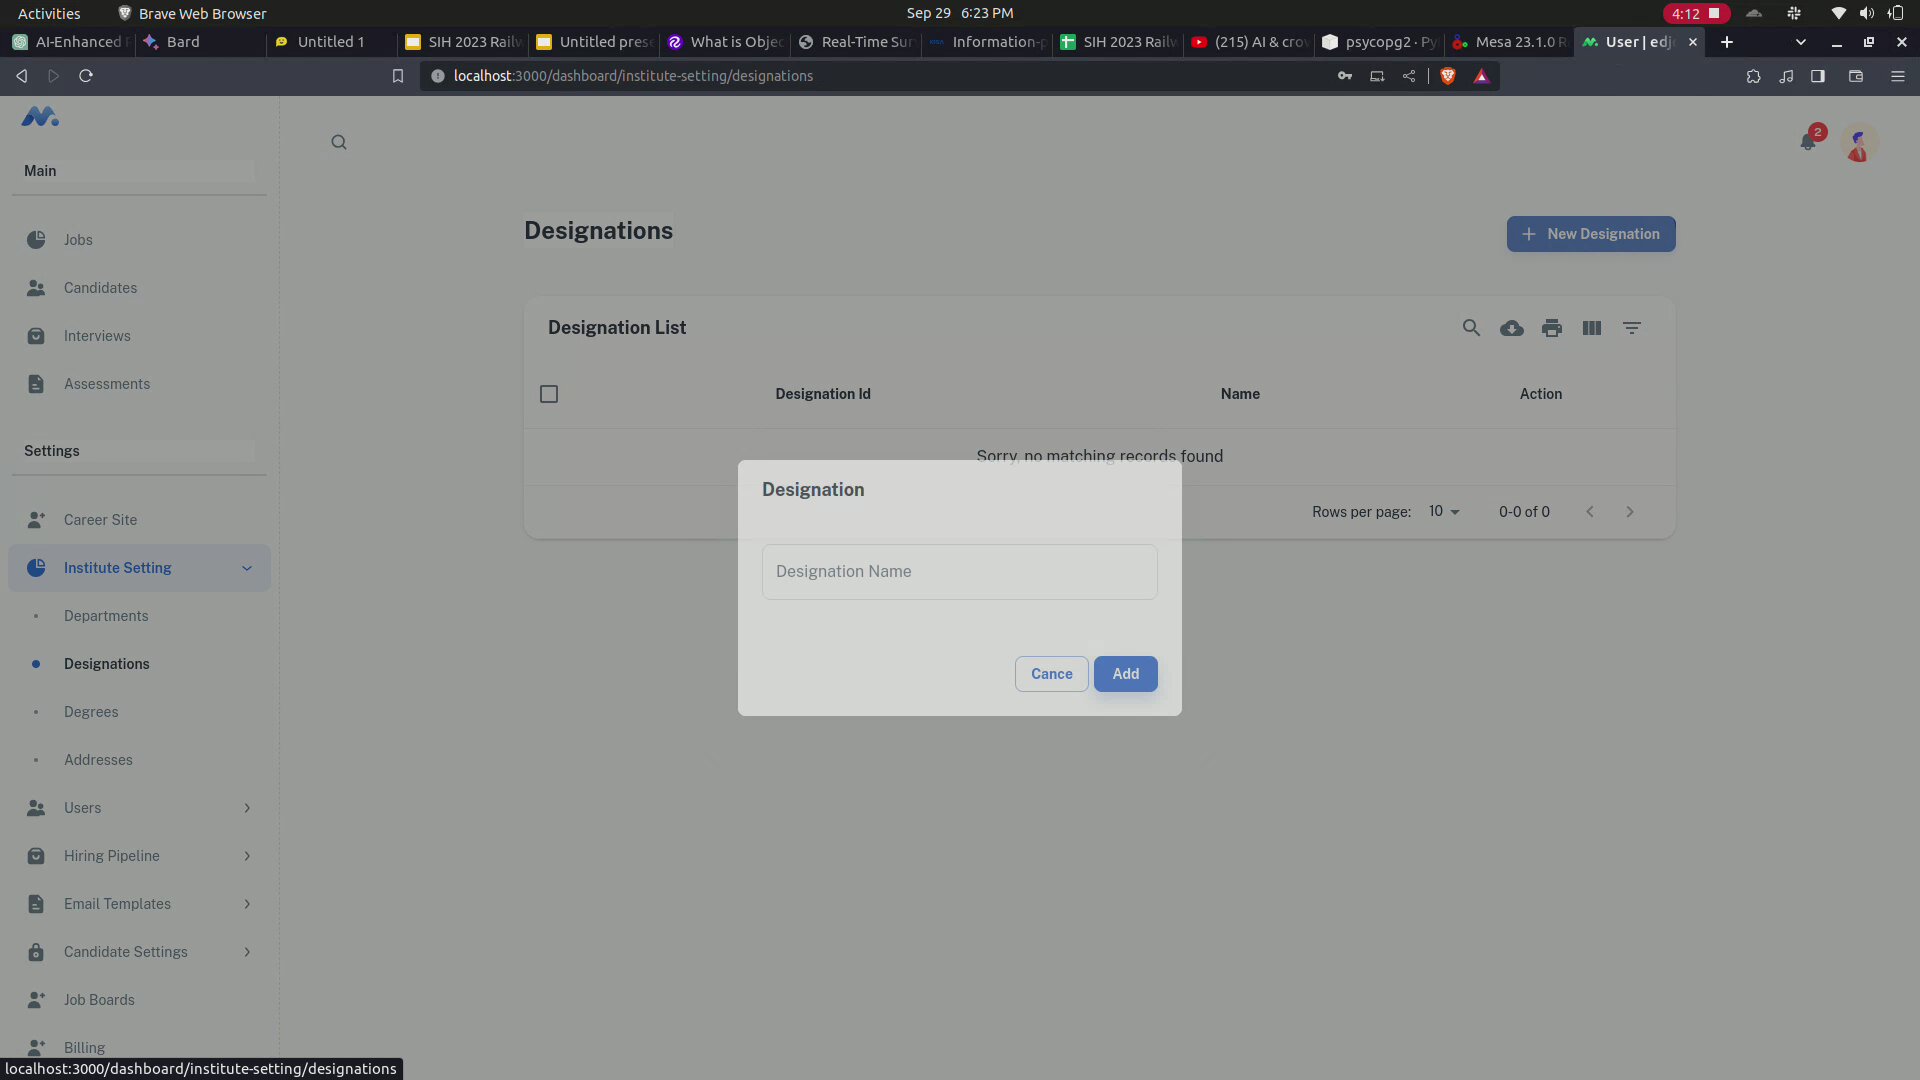 Activities
Brave Web Browser
Sep 29 6:23 PM
4:12
AI-Enhanced
Bard
Untitled 1
SIH 2023 Railw
Untitled prese
What is Objec
Real-Time Sur
Information-p
SIH 2023 Railw
(215) AI & crow
psycopg2 · Py
Mesa 23.1.0 R
User | edjo
localhost:3000/dashboard/institute-setting/designations
2
Main
Jobs
Candidates
Interviews
Assessments
Settings
Career Site
Institute Setting
Departments
Designations
Degrees
Addresses
Users
Hiring Pipeline
Email Templates
Candidate Settings
Job Boards
Billing
Designations
New Designation
Designation List
Designation Id
Name
Action
Sorry, no matching records found
Rows per page: 10
0-0 of 0
Designation
Designation Name
Cance
Add
localhost:3000/dashboard/institute-setting/designations